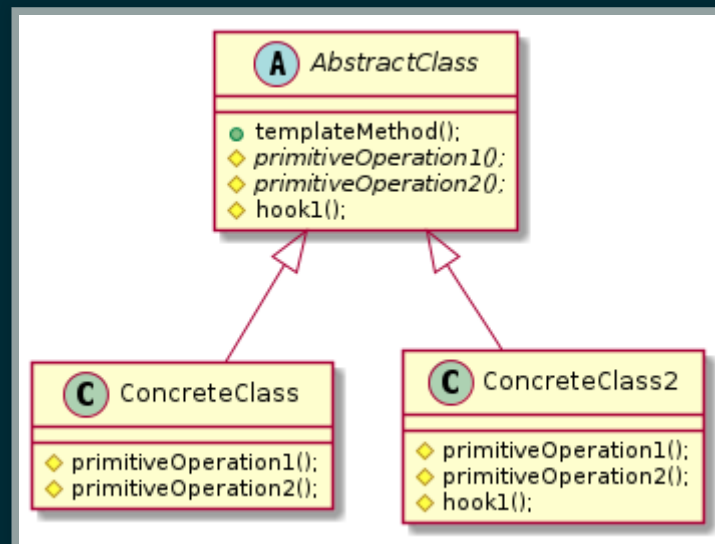 A AbstractClass
templateMethod();
primitiveOperation1();
primitiveOperation2();
hook1();
C ConcreteClass
primitiveOperation1();
primitiveOperation2();
C ConcreteClass2
primitiveOperation1();
primitiveOperation2();
hook1();